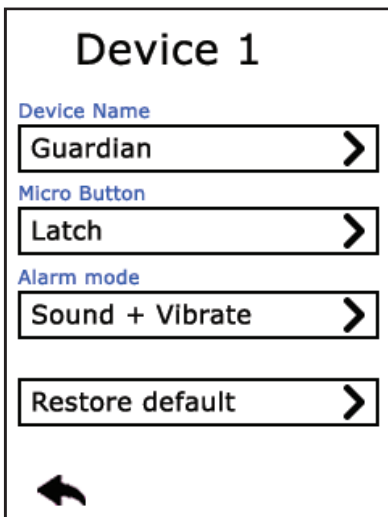 Device 1
Device Name
Guardian
Micro Button
Latch
Alarm mode
Sound + Vibrate
Restore default